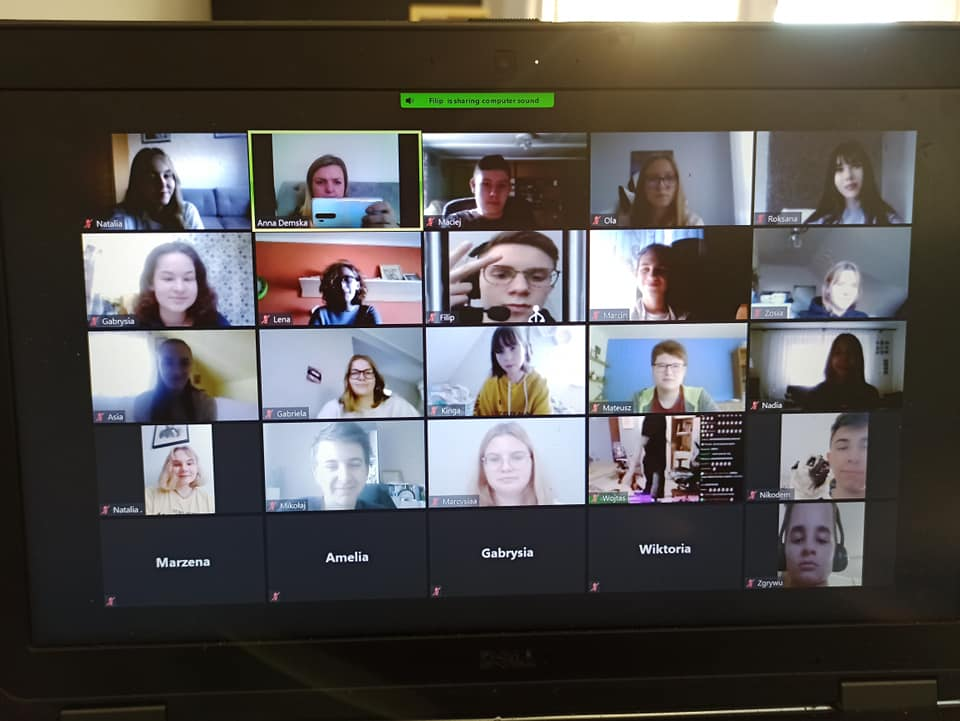 Filip is sharing computer sound
Natalia
Anna Demska
Maciej
Ola
Roksana
Gabrysia
Lena
Filip
Marcin
Zosia
Asia
Gabriela
Kinga
Mateusz
Nadia
Natalia .
Mikołaj
Marcysiaa
Wojtas
Nikodem
Marzena
Amelia
Gabrysia
Wiktoria
Zgrywu
DELL